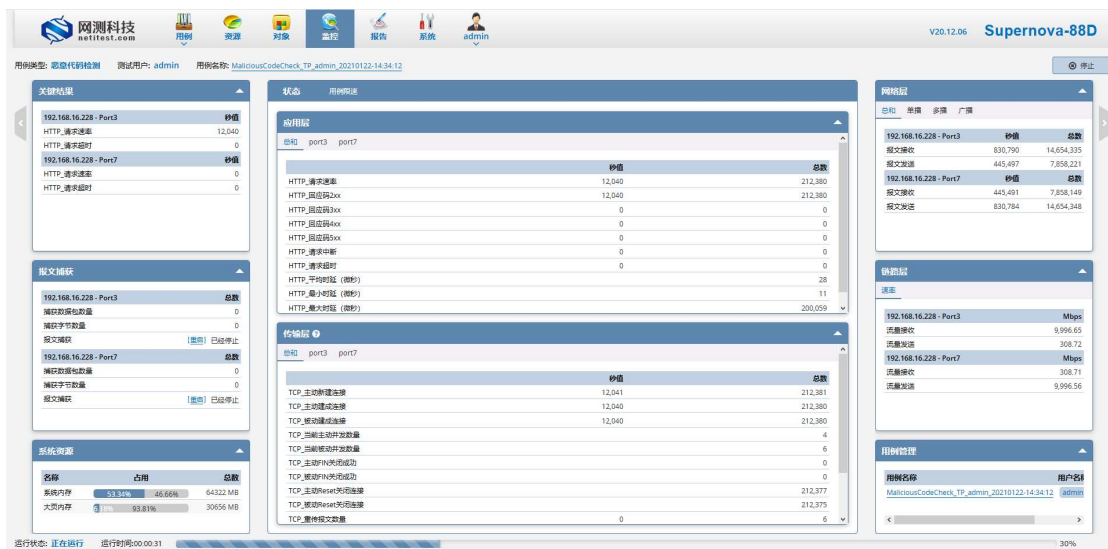 网测科技
netitest.com
用例
资源
对象
监控
报告
系统
admin
V20.12.06
Supernova-88D
用例类型: 恶意代码检测 测试用户: admin 用例名称: MaliciousCodeCheck_TP_admin_20210122-14:34:12
停止
关键结果
192.168.16.228 - Port3 秒值
HTTP_请求速率 12,040
HTTP_请求超时 0
192.168.16.228 - Port7 秒值
HTTP_请求速率 0
HTTP_请求超时 0
报文捕获
192.168.16.228 - Port3 总数
捕获数据包数量 0
捕获字节数量 0
报文捕获 [重启] 已经停止
192.168.16.228 - Port7 总数
捕获数据包数量 0
捕获字节数量 0
报文捕获 [重启] 已经停止
系统资源
名称 占用 总数
系统内存 53.34% 46.66% 64322 MB
大页内存 93.81% 30656 MB
状态 用例限速
应用层
总和 port3 port7
秒值 总数
HTTP_请求速率 12,040 212,380
HTTP_回应码2xx 12,040 212,380
HTTP_回应码3xx 0 0
HTTP_回应码4xx 0 0
HTTP_回应码5xx 0 0
HTTP_请求中断 0 0
HTTP_请求超时 0 0
HTTP_平均时延 (微秒) 28
HTTP_最小时延 (微秒) 11
HTTP_最大时延 (微秒) 200,059
传输层
总和 port3 port7
秒值 总数
TCP_主动新建连接 12,041 212,381
TCP_主动建成连接 12,040 212,380
TCP_被动建成连接 12,040 212,380
TCP_当前主动并发数量 4
TCP_当前被动并发数量 6
TCP_主动FIN关闭成功 0
TCP_被动FIN关闭成功 0
TCP_主动Reset关闭连接 212,377
TCP_被动Reset关闭连接 212,375
TCP_重传报文数量 0 6
网络层
总和 单播 多播 广播
192.168.16.228 - Port3 秒值 总数
报文接收 830,790 14,654,335
报文发送 445,497 7,858,221
192.168.16.228 - Port7 秒值 总数
报文接收 445,491 7,858,149
报文发送 830,784 14,654,348
链路层
速率
192.168.16.228 - Port3 Mbps
流量接收 9,996.65
流量发送 308.72
192.168.16.228 - Port7 Mbps
流量接收 308.71
流量发送 9,996.56
用例管理
用例名称 用户名称
MaliciousCodeCheck_TP_admin_20210122-14:34:12 admin
运行状态: 正在运行 运行时间:00:00:31 30%